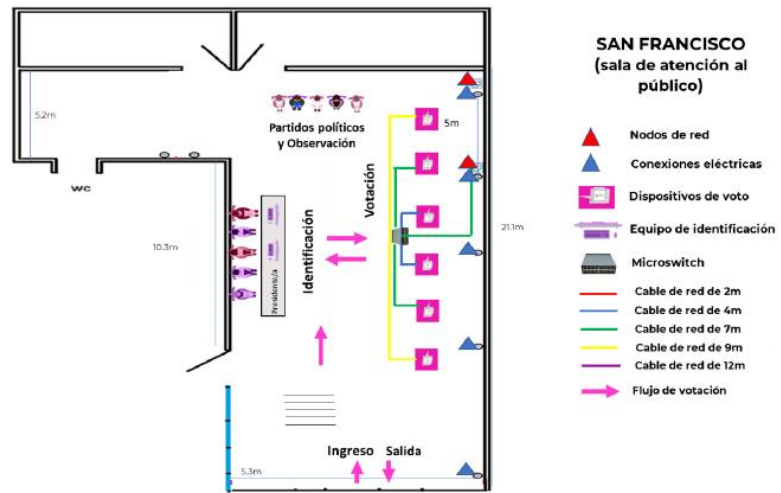 SAN FRANCISCO
(sala de atención al
público)
5.2m
Partidos políticos
y Observación
5m
Nodos de red
Conexiones eléctricas
wc
Votación
Dispositivos de voto
10.3m
Identificación
21.1m
Equipo de identificación
Presidente/a
Microswitch
Cable de red de 2m
Cable de red de 4m
Cable de red de 7m
Cable de red de 9m
Cable de red de 12m
Flujo de votación
Ingreso Salida
5.3m